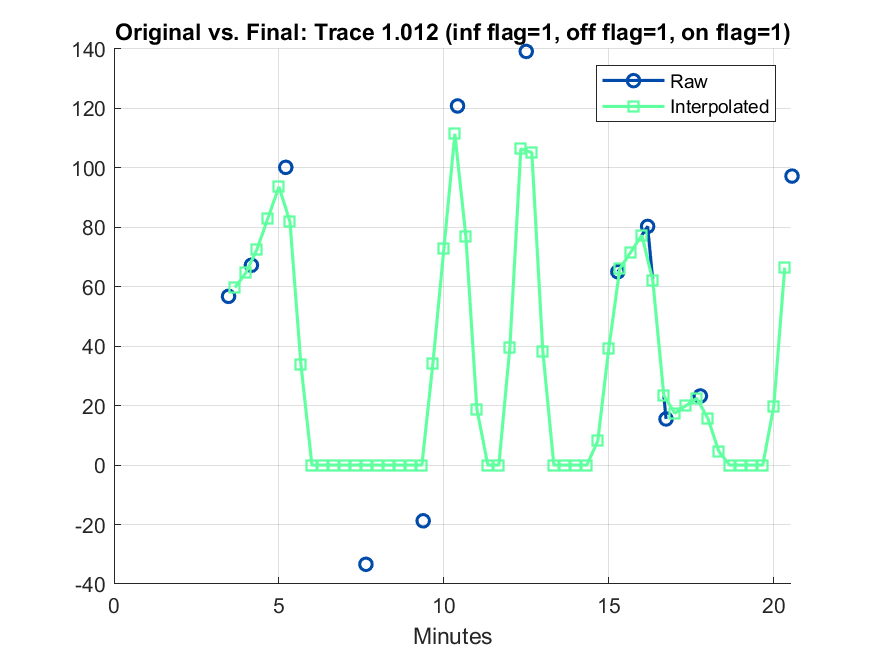 Original vs. Final: Trace 1.012 (inf flag=1, off flag=1, on flag=1)
140
120
100
80
60
40
20
0
-20
-40
0 5 10 15 20
Minutes
Raw
Interpolated